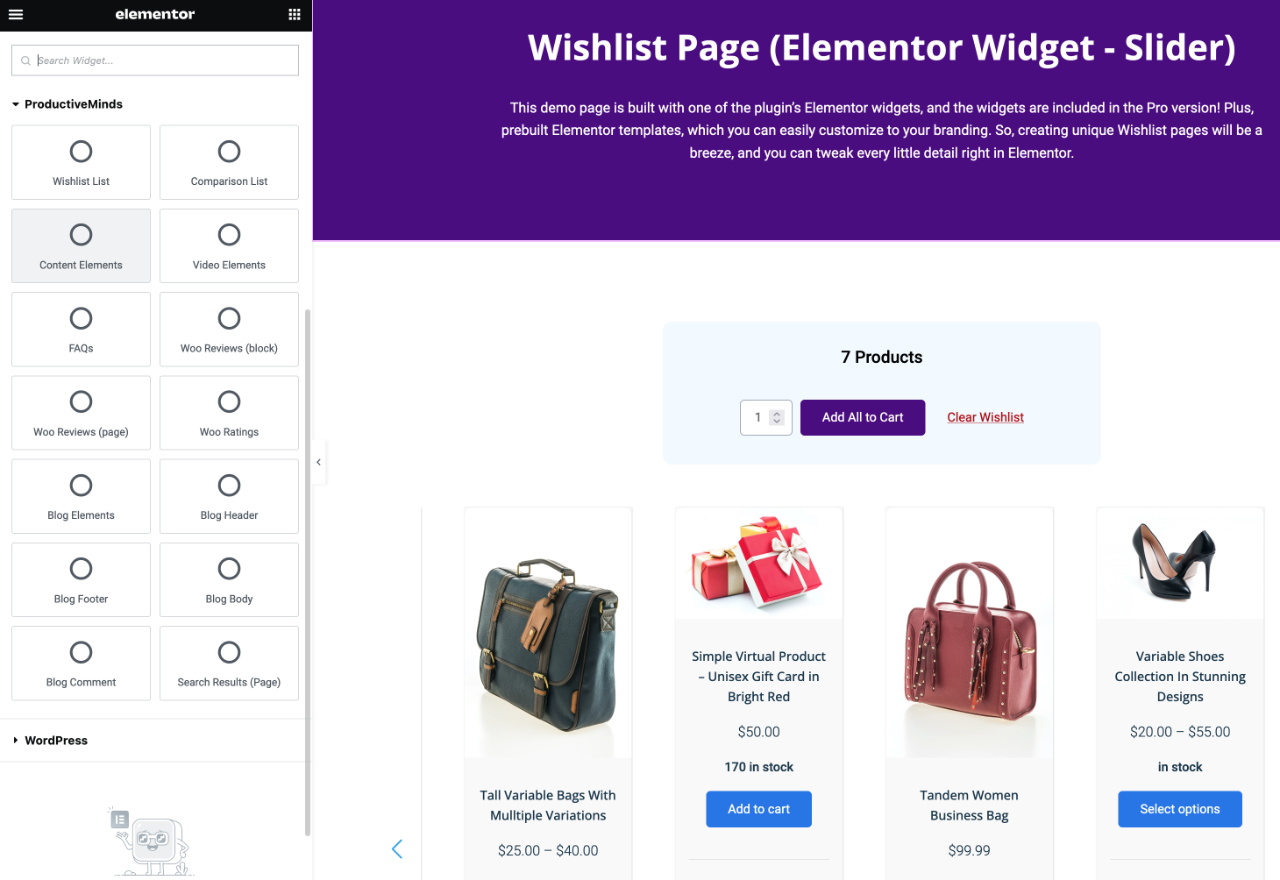 elementor
Search Widget...
ProductiveMinds
Wishlist List
Comparison List
Content Elements
Video Elements
FAQs
Woo Reviews (block)
Woo Reviews (page)
Woo Ratings
Blog Elements
Blog Header
Blog Footer
Blog Body
Blog Comment
Search Results (Page)
WordPress
Wishlist Page (Elementor Widget - Slider)
This demo page is built with one of the plugin's Elementor widgets, and the widgets are included in the Pro version! Plus,
prebuilt Elementor templates, which you can easily customize to your branding. So, creating unique Wishlist pages will be a
breeze, and you can tweak every little detail right in Elementor.
7 Products
1
Add All to Cart
Clear Wishlist
Tall Variable Bags With
Mulltiple Variations
$25.00 – $40.00
Simple Virtual Product
– Unisex Gift Card in
Bright Red
$50.00
170 in stock
Add to cart
Tandem Women
Business Bag
$99.99
Variable Shoes
Collection In Stunning
Designs
$20.00 – $55.00
in stock
Select options